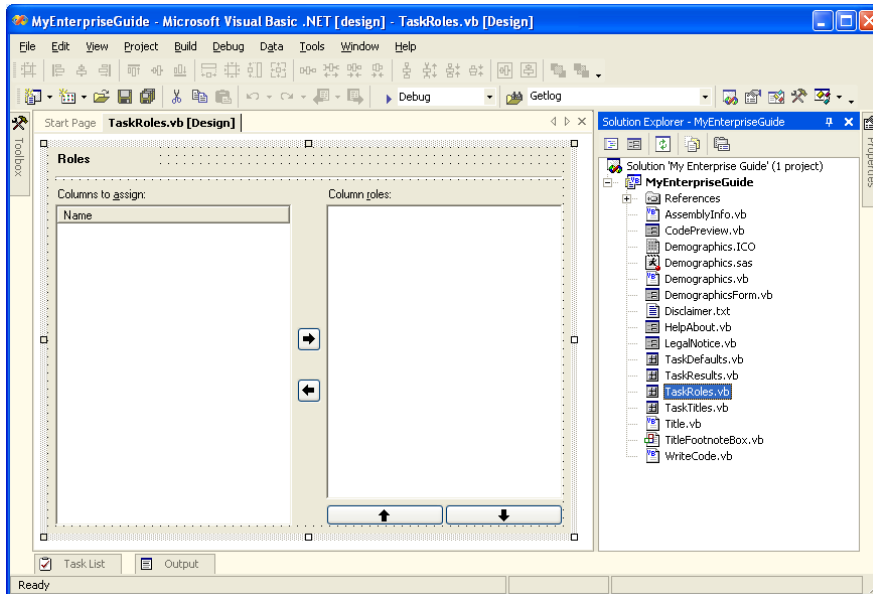 MyEnterpriseGuide - Microsoft Visual Basic .NET [design] - TaskRoles.vb [Design]
File Edit View Project Build Debug Data Tools Window Help
Debug Getlog
Start Page TaskRoles.vb [Design]
Toolbox
Roles
Columns to assign:
Name
Column roles:
Solution Explorer - MyEnterpriseGuide
Solution 'My Enterprise Guide' (1 project)
MyEnterpriseGuide
References
AssemblyInfo.vb
CodePreview.vb
Demographics.ICO
Demographics.sas
Demographics.vb
DemographicsForm.vb
Disclaimer.txt
HelpAbout.vb
LegalNotice.vb
TaskDefaults.vb
TaskResults.vb
TaskRoles.vb
TaskTitles.vb
Title.vb
TitleFootnoteBox.vb
WriteCode.vb
Properties
Task List Output
Ready